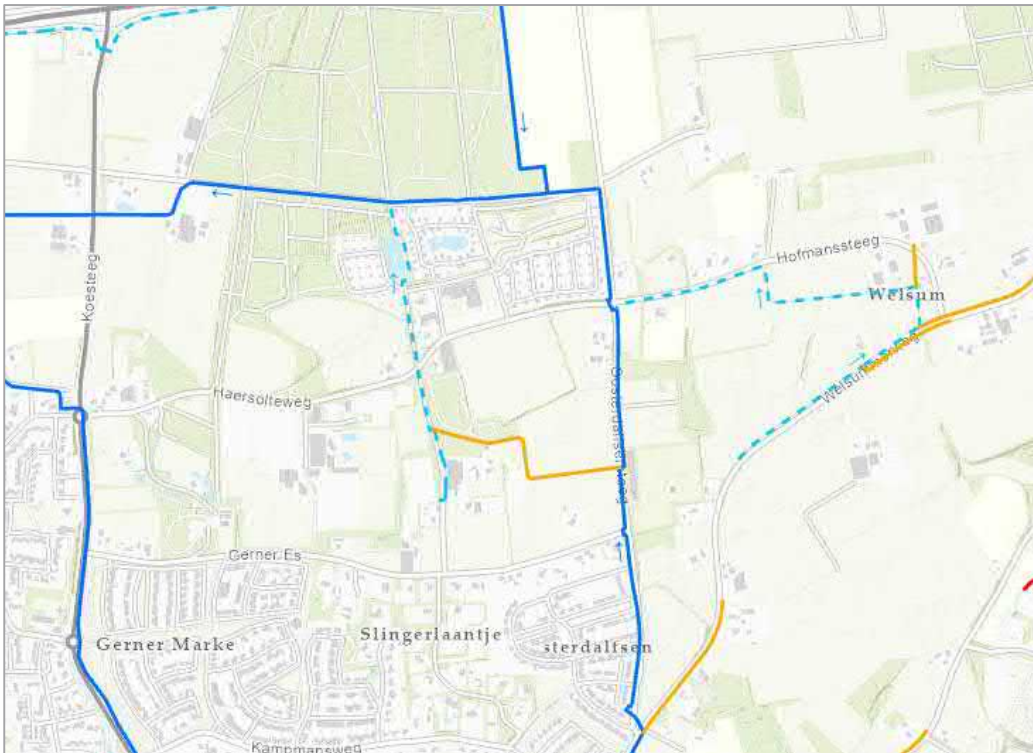 Hofmanssteeg
Koesteeg
Welsum
Haersolteweg
Gerner Es
Slingerlaantje
Gerner Marke
sterdalfsen
Kampmansweg